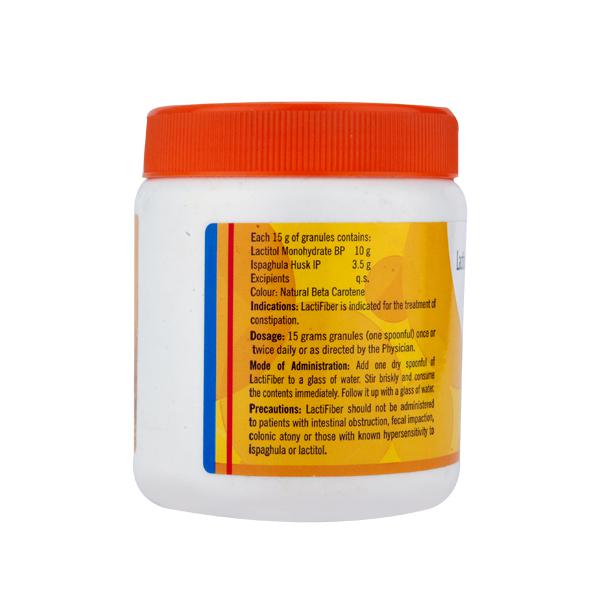 Each 15 g of granules contains:
Lactitol Monohydrate BP 10 g
Ispaghula Husk IP 3.5 g
Excipients q.s.
Colour: Natural Beta Carotene
Indications: LactiFiber is indicated for the treatment of
constipation.
Dosage: 15 grams granules (one spoonful) once or
twice daily or as directed by the Physician.
Mode of Administration: Add one dry spoonful of
LactiFiber to a glass of water. Stir briskly and consume
the contents immediately. Follow it up with a glass of water.
Precautions: LactiFiber should not be administered
to patients with intestinal obstruction, fecal impaction,
colonic atony or those with known hypersensitivity to
ispaghula or lactitol.